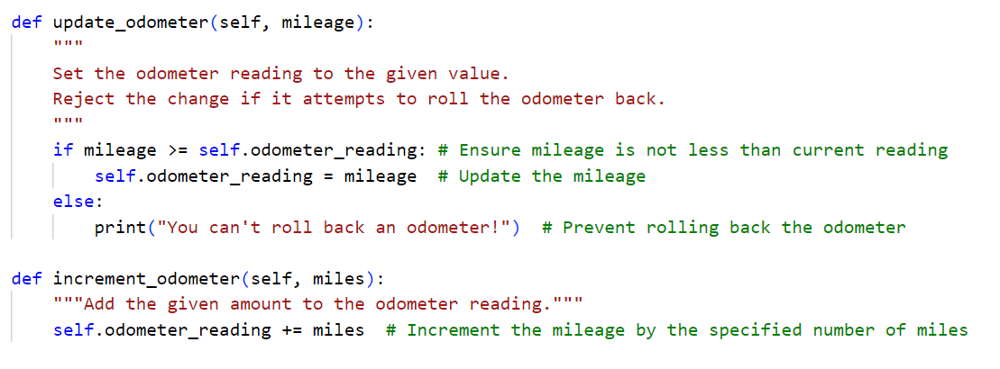 def update_odometer(self, mileage):
    """
    Set the odometer reading to the given value.
    Reject the change if it attempts to roll the odometer back.
    """
    if mileage >= self.odometer_reading: # Ensure mileage is not less than current reading
        self.odometer_reading = mileage  # Update the mileage
    else:
        print("You can't roll back an odometer!")  # Prevent rolling back the odometer

def increment_odometer(self, miles):
    """Add the given amount to the odometer reading."""
    self.odometer_reading += miles  # Increment the mileage by the specified number of miles